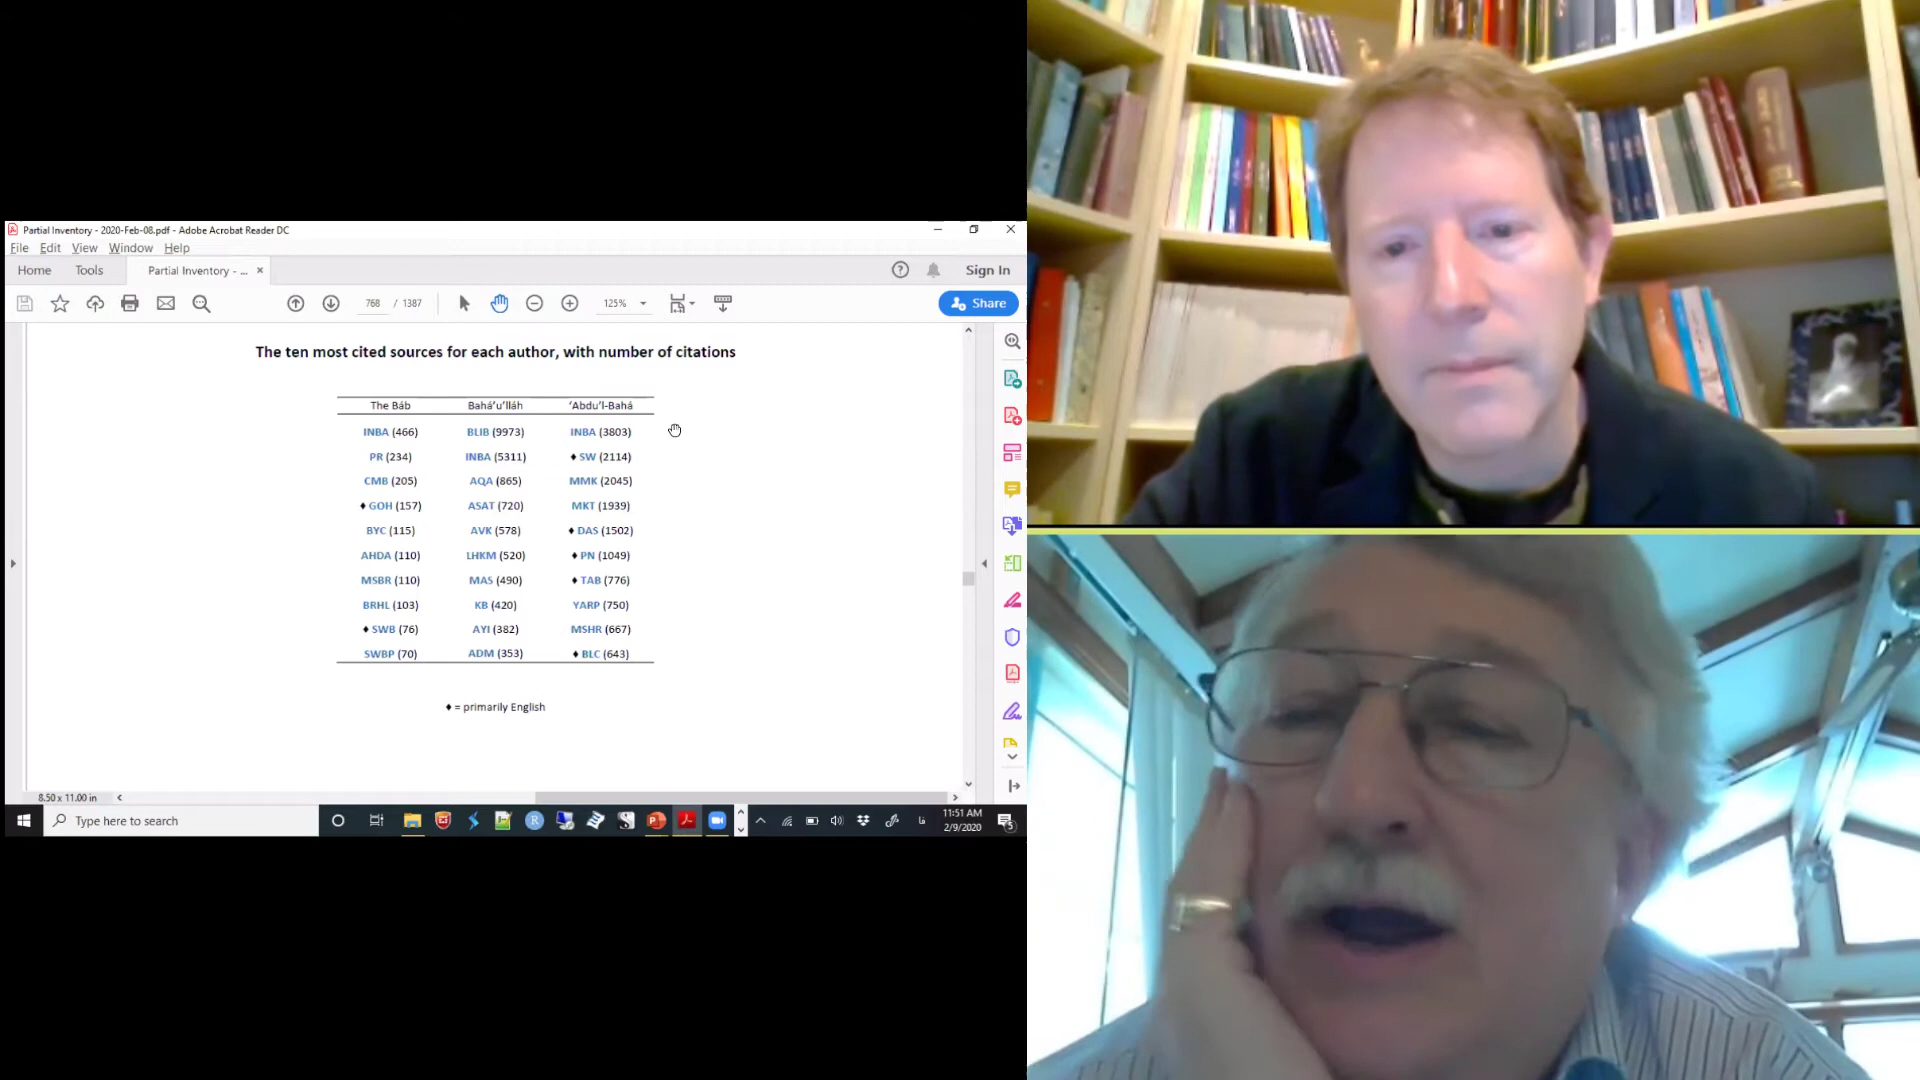 Partial Inventory - 2020-Feb-08.pdf - Adobe Acrobat Reader DC
File Edit View Window Help
Home Tools Partial Inventory - ... × Sign In
768 / 1387 125% Share
The ten most cited sources for each author, with number of citations
The Báb Bahá’u’lláh ‘Abdu’l-Bahá
INBA (466) BLIB (9973) INBA (3803)
PR (234) INBA (5311) ♦ SW (2114)
CMB (205) AQA (865) MMK (2045)
♦ GOH (157) ASAT (720) MKT (1939)
BYC (115) AVK (578) ♦ DAS (1502)
AHDA (110) LHKM (520) ♦ PN (1049)
MSBR (110) MAS (490) ♦ TAB (776)
BRHL (103) KB (420) YARP (750)
♦ SWB (76) AYI (382) MSHR (667)
SWBP (70) ADM (353) ♦ BLC (643)
♦ = primarily English
8.50 x 11.00 in
Type here to search
11:51 AM
2/9/2020
5